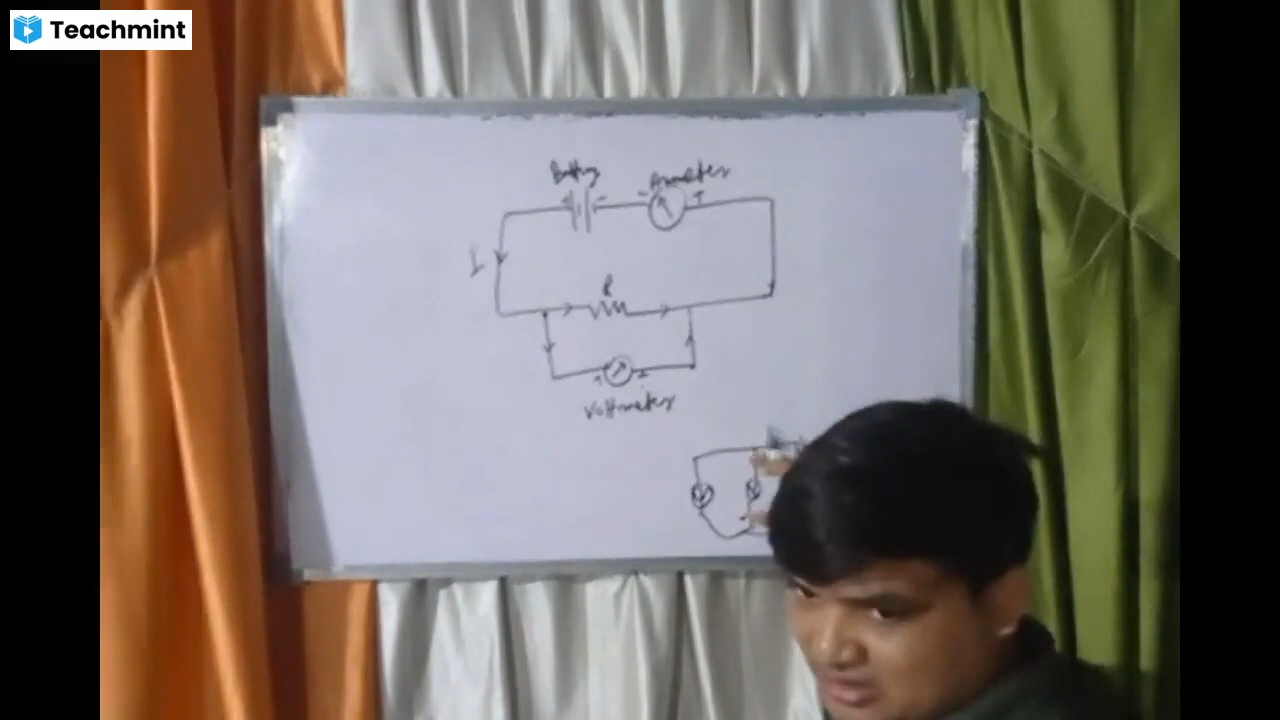 Teachmint
Battery
Ammeter
+ -
- +
I
R
Voltmeter